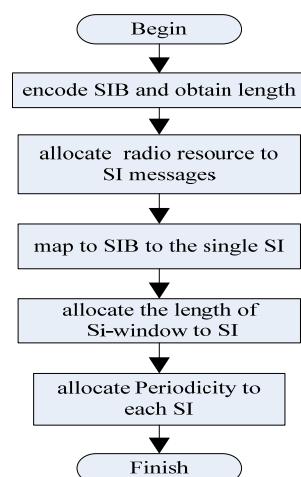 Begin
encode SIB and obtain length
allocate radio resource to
SI messages
map to SIB to the single SI
allocate the length of
Si-window to SI
allocate Periodicity to
each SI
Finish